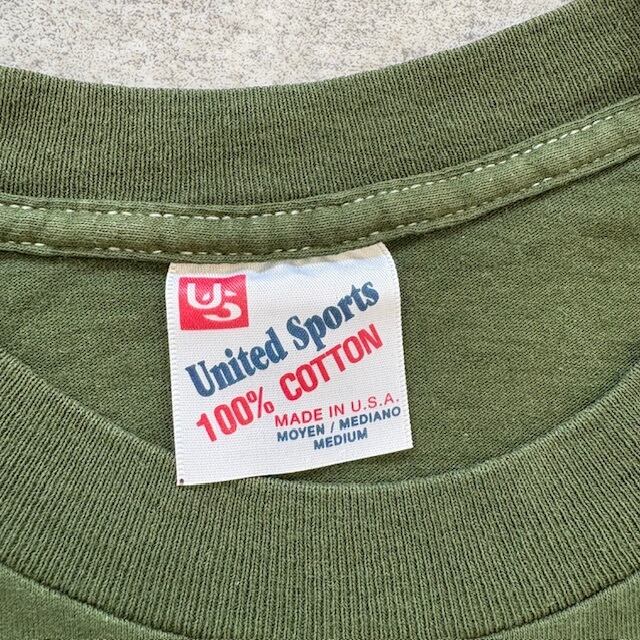 US
United Sports
100% COTTON
MADE IN U.S.A.
MOYEN / MEDIANO
MEDIUM